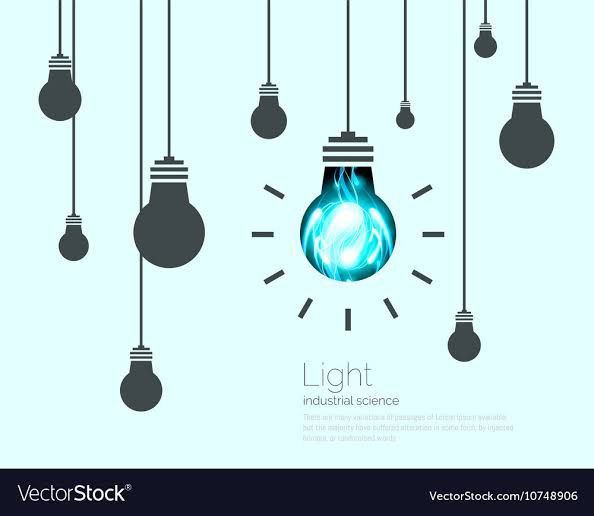 Light
industrial science
There are many variations of passages of Lorem Ipsum available,
but the majority have suffered alteration in some form, by injected
humour, or randomised words
VectorStock®
VectorStock.com/10748906